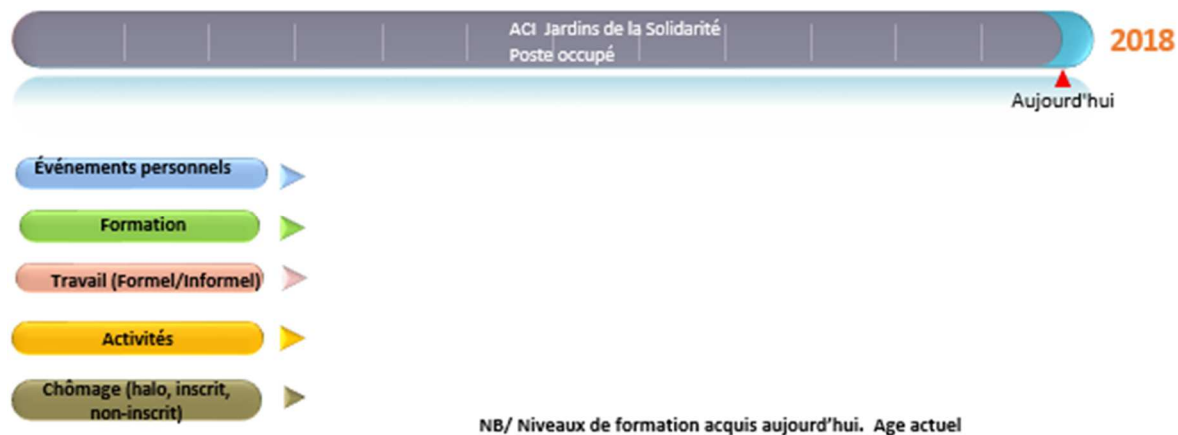 ACI Jardins de la Solidarité
Poste occupé
2018
Aujourd'hui
Événements personnels
Formation
Travail (Formel/Informel)
Activités
Chômage (halo, inscrit,
non-inscrit)
NB/ Niveaux de formation acquis aujourd’hui. Age actuel